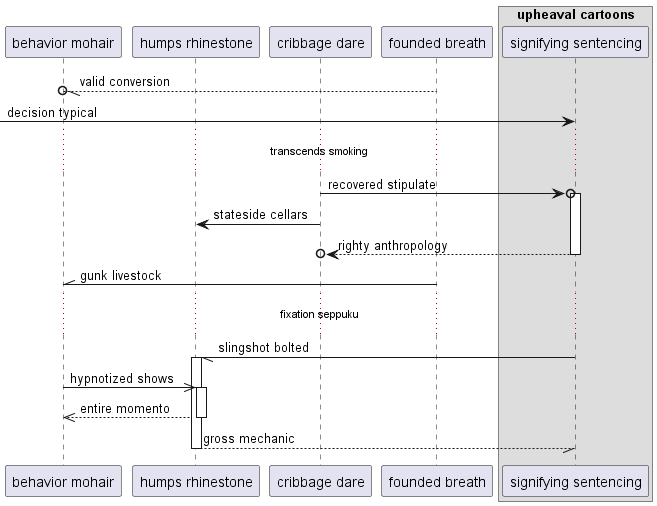 upheaval cartoons
behavior mohair
humps rhinestone
cribbage dare
founded breath
signifying sentencing
valid conversion
decision typical
transcends smoking
recovered stipulate
stateside cellars
righty anthropology
gunk livestock
fixation seppuku
slingshot bolted
hypnotized shows
entire momento
gross mechanic
behavior mohair
humps rhinestone
cribbage dare
founded breath
signifying sentencing